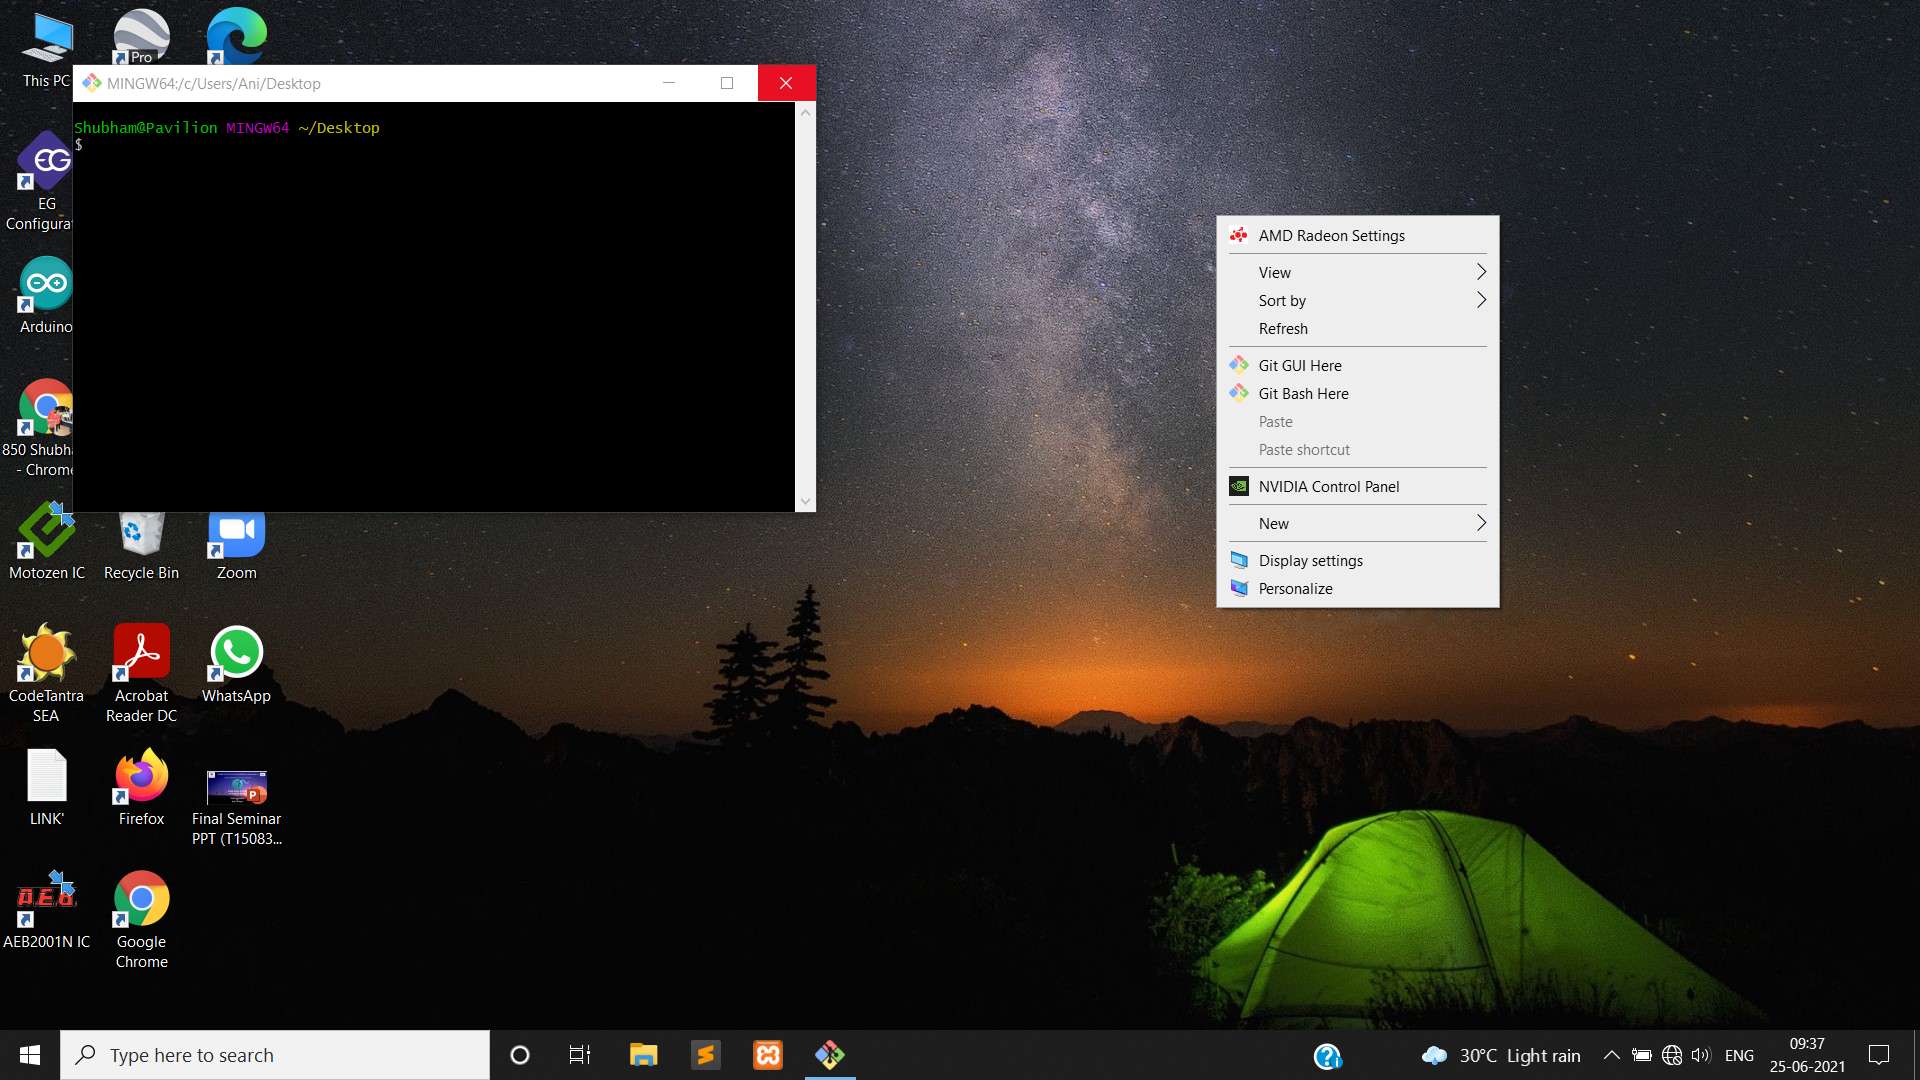 This PC
Pro
MINGW64:/c/Users/Ani/Desktop
Shubham@Pavilion MINGW64 ~/Desktop
$
EG
Configurat
Arduino
850 Shubha
- Chrome
Motozen IC
Recycle Bin
Zoom
CodeTantra
SEA
Acrobat
Reader DC
WhatsApp
LINK'
Firefox
Final Seminar
PPT (T15083...
AEB2001N IC
Google
Chrome
AMD Radeon Settings
View
Sort by
Refresh
Git GUI Here
Git Bash Here
Paste
Paste shortcut
NVIDIA Control Panel
New
Display settings
Personalize
Type here to search
30°C Light rain
ENG
09:37
25-06-2021